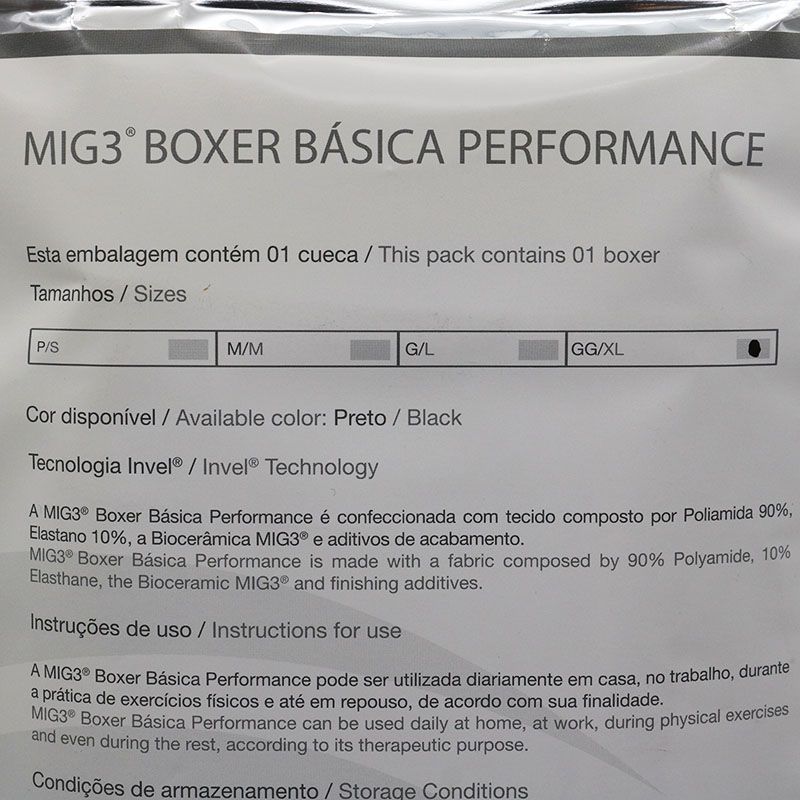 MIG3® BOXER BÁSICA PERFORMANCE
Esta embalagem contém 01 cueca / This pack contains 01 boxer
Tamanhos / Sizes
P/S M/M G/L GG/XL
Cor disponível / Available color: Preto / Black
Tecnologia Invel® / Invel® Technology
A MIG3® Boxer Básica Performance é confeccionada com tecido composto por Poliamida 90%,
Elastano 10%, a Biocerâmica MIG3® e aditivos de acabamento.
MIG3® Boxer Básica Performance is made with a fabric composed by 90% Polyamide, 10%
Elasthane, the Bioceramic MIG3® and finishing additives.
Instruções de uso / Instructions for use
A MIG3® Boxer Básica Performance pode ser utilizada diariamente em casa, no trabalho, durante
a prática de exercícios físicos e até em repouso, de acordo com sua finalidade.
MIG3® Boxer Básica Performance can be used daily at home, at work, during physical exercises
and even during the rest, according to its therapeutic purpose.
Condições de armazenamento / Storage Conditions